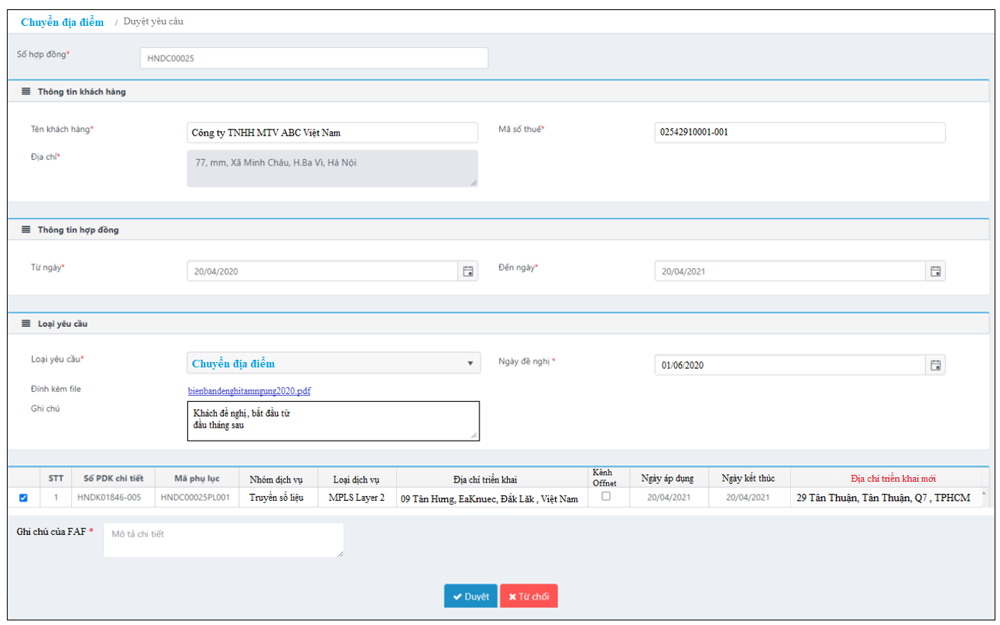 Chuyển địa điểm / Duyệt yêu cầu
Số hợp đồng* HNDC00025
Thông tin khách hàng
Tên khách hàng* Công ty TNHH MTV ABC Việt Nam Mã số thuế* 02542910001-001
Địa chỉ* 77, mm, Xã Minh Châu, H.Ba Vì, Hà Nội
Thông tin hợp đồng
Từ ngày* 20/04/2020 Đến ngày* 20/04/2021
Loại yêu cầu
Loại yêu cầu* Chuyển địa điểm Ngày đề nghị * 01/06/2020
Đính kèm file bienbandenghitamngung2020.pdf
Ghi chú Khách đề nghị, bắt đầu từ
đầu tháng sau
STT Số PDK chi tiết Mã phụ lục Nhóm dịch vụ Loại dịch vụ Địa chỉ triển khai Kênh Offnet Ngày áp dụng Ngày kết thúc Địa chỉ triển khai mới
1 HNDK01846-005 HNDC00025PL001 Truyền số liệu MPLS Layer 2 09 Tân Hưng, EaKnuec, Đắk Lăk , Việt Nam 20/04/2021 20/04/2021 29 Tân Thuận, Tân Thuận, Q7 , TPHCM
Ghi chú của FAF * Mô tả chi tiết
Duyệt Từ chối